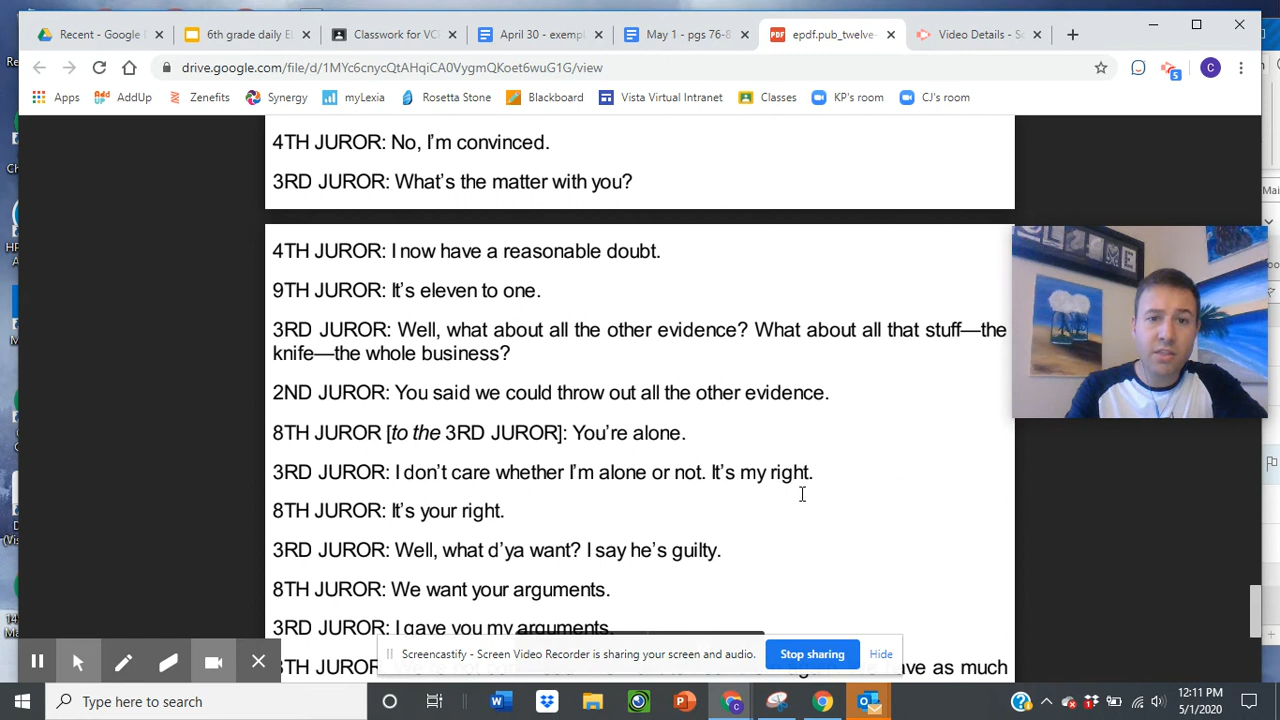 Recent - Google
6th grade daily El
Classwork for VC
April 30 - exempl
May 1 - pgs 76-8
epdf.pub_twelve-
Video Details - Sc
drive.google.com/file/d/1MYc6cnycQtAHqiCA0VygmQKoet6wuG1G/view
5
C
Apps
Add AddUp
Zenefits
Synergy
myLexia
Rosetta Stone
Blackboard
Vista Virtual Intranet
Classes
KP's room
CJ's room
4TH JUROR: No, I'm convinced.
3RD JUROR: What's the matter with you?
4TH JUROR: I now have a reasonable doubt.
9TH JUROR: It's eleven to one.
3RD JUROR: Well, what about all the other evidence? What about all that stuff—the
knife—the whole business?
2ND JUROR: You said we could throw out all the other evidence.
8TH JUROR [to the 3RD JUROR]: You're alone.
3RD JUROR: I don't care whether I'm alone or not. It's my right.
8TH JUROR: It's your right.
3RD JUROR: Well, what d'ya want? I say he's guilty.
8TH JUROR: We want your arguments.
3RD JUROR: I gave you my arguments.
JUROR
have as much
Screencastify - Screen Video Recorder is sharing your screen and audio.
Stop sharing
Hide
Type here to search
12:11 PM
5/1/2020